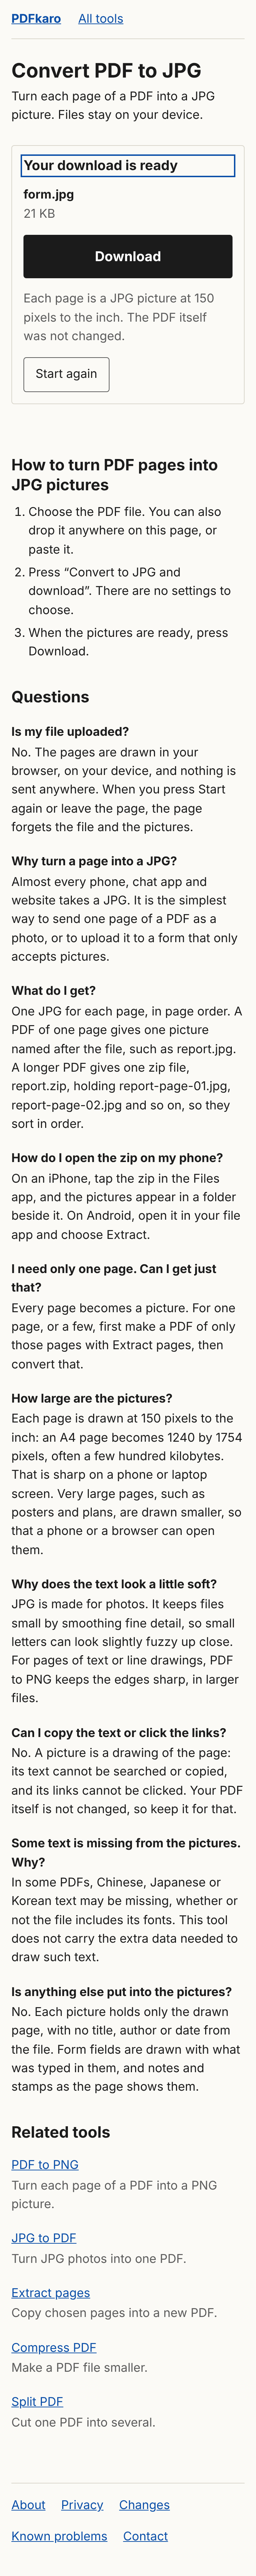 PDFkaro All tools
Convert PDF to JPG
Turn each page of a PDF into a JPG
picture. Files stay on your device.
Your download is ready
form.jpg
21 KB
Download
Each page is a JPG picture at 150
pixels to the inch. The PDF itself
was not changed.
Start again
How to turn PDF pages into
JPG pictures
1. Choose the PDF file. You can also
drop it anywhere on this page, or
paste it.
2. Press “Convert to JPG and
download”. There are no settings to
choose.
3. When the pictures are ready, press
Download.
Questions
Is my file uploaded?
No. The pages are drawn in your
browser, on your device, and nothing is
sent anywhere. When you press Start
again or leave the page, the page
forgets the file and the pictures.
Why turn a page into a JPG?
Almost every phone, chat app and
website takes a JPG. It is the simplest
way to send one page of a PDF as a
photo, or to upload it to a form that only
accepts pictures.
What do I get?
One JPG for each page, in page order. A
PDF of one page gives one picture
named after the file, such as report.jpg.
A longer PDF gives one zip file,
report.zip, holding report-page-01.jpg,
report-page-02.jpg and so on, so they
sort in order.
How do I open the zip on my phone?
On an iPhone, tap the zip in the Files
app, and the pictures appear in a folder
beside it. On Android, open it in your file
app and choose Extract.
I need only one page. Can I get just
that?
Every page becomes a picture. For one
page, or a few, first make a PDF of only
those pages with Extract pages, then
convert that.
How large are the pictures?
Each page is drawn at 150 pixels to the
inch: an A4 page becomes 1240 by 1754
pixels, often a few hundred kilobytes.
That is sharp on a phone or laptop
screen. Very large pages, such as
posters and plans, are drawn smaller, so
that a phone or a browser can open
them.
Why does the text look a little soft?
JPG is made for photos. It keeps files
small by smoothing fine detail, so small
letters can look slightly fuzzy up close.
For pages of text or line drawings, PDF
to PNG keeps the edges sharp, in larger
files.
Can I copy the text or click the links?
No. A picture is a drawing of the page:
its text cannot be searched or copied,
and its links cannot be clicked. Your PDF
itself is not changed, so keep it for that.
Some text is missing from the pictures.
Why?
In some PDFs, Chinese, Japanese or
Korean text may be missing, whether or
not the file includes its fonts. This tool
does not carry the extra data needed to
draw such text.
Is anything else put into the pictures?
No. Each picture holds only the drawn
page, with no title, author or date from
the file. Form fields are drawn with what
was typed in them, and notes and
stamps as the page shows them.
Related tools
PDF to PNG
Turn each page of a PDF into a PNG
picture.
JPG to PDF
Turn JPG photos into one PDF.
Extract pages
Copy chosen pages into a new PDF.
Compress PDF
Make a PDF file smaller.
Split PDF
Cut one PDF into several.
About Privacy Changes
Known problems Contact